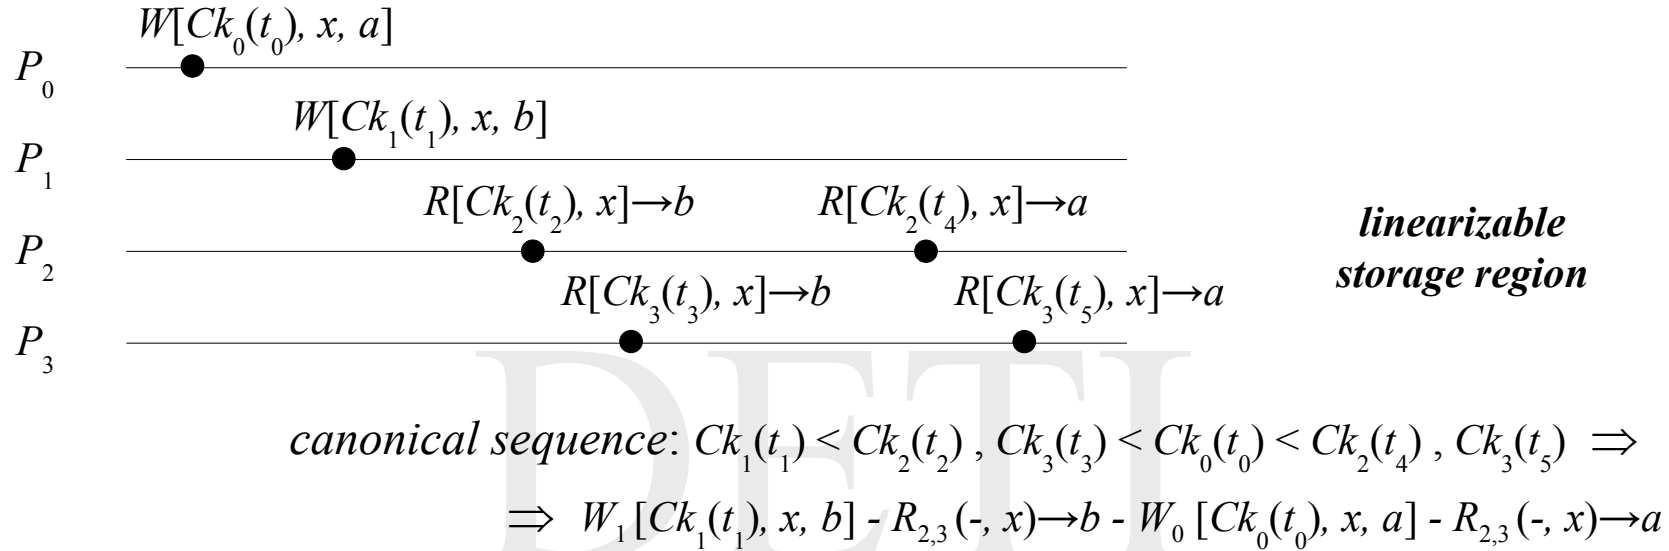 W[Ck₀(t₀), x, a]
P₀
W[Ck₁(t₁), x, b]
P₁
R[Ck₂(t₂), x]→b R[Ck₂(t₄), x]→a
P₂
linearizable
storage region
R[Ck₃(t₃), x]→b R[Ck₃(t₅), x]→a
P₃
DETI
canonical sequence: Ck₁(t₁) < Ck₂(t₂) , Ck₃(t₃) < Ck₀(t₀) < Ck₂(t₄) , Ck₃(t₅) ⇒
⇒ W₁ [Ck₁(t₁), x, b] - R₂,₃ (-, x)→b - W₀ [Ck₀(t₀), x, a] - R₂,₃ (-, x)→a